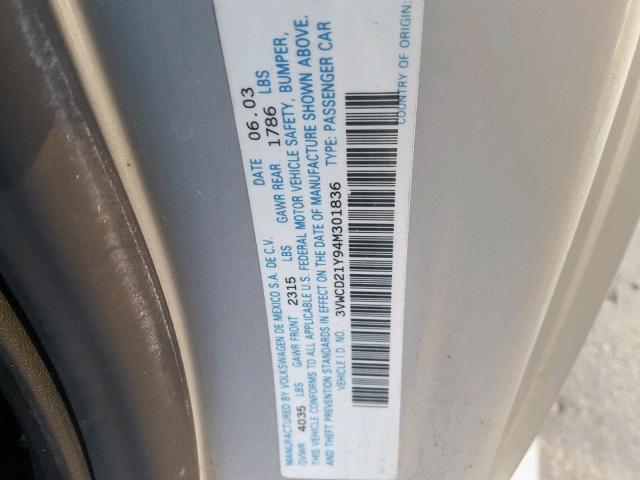 MANUFACTURED BY VOLKSWAGEN DE MEXICO S.A. DE C.V. DATE 06.03
GVWR 4035 LBS GAWR FRONT 2315 LBS GAWR REAR 1786 LBS
THIS VEHICLE CONFORMS TO ALL APPLICABLE U.S. FEDERAL MOTOR VEHICLE SAFETY, BUMPER,
AND THEFT PREVENTION STANDARDS IN EFFECT ON THE DATE OF MANUFACTURE SHOWN ABOVE.
VEHICLE I.D. NO. 3VWCD21Y94M301836 TYPE: PASSENGER CAR
COUNTRY OF ORIGIN: